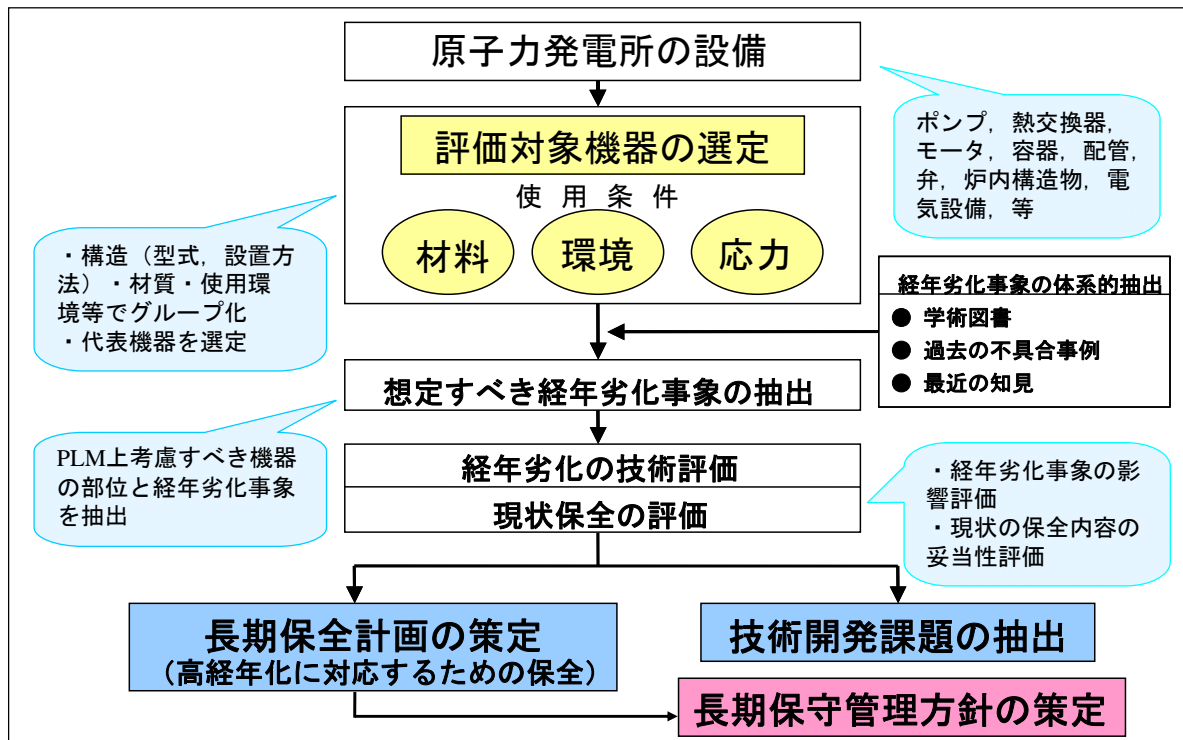 原子力発電所の設備
ポンプ，熱交換器，
モータ，容器，配管，
弁，炉内構造物，電
気設備，等
評価対象機器の選定
使用条件
材料
環境
応力
・構造（型式，設置方
法）・材質・使用環
境等でグループ化
・代表機器を選定
経年劣化事象の体系的抽出
● 学術図書
● 過去の不具合事例
● 最近の知見
想定すべき経年劣化事象の抽出
PLM上考慮すべき機器
の部位と経年劣化事象
を抽出
経年劣化の技術評価
現状保全の評価
・経年劣化事象の影
響評価
・現状の保全内容の
妥当性評価
長期保全計画の策定
（高経年化に対応するための保全）
技術開発課題の抽出
長期保守管理方針の策定